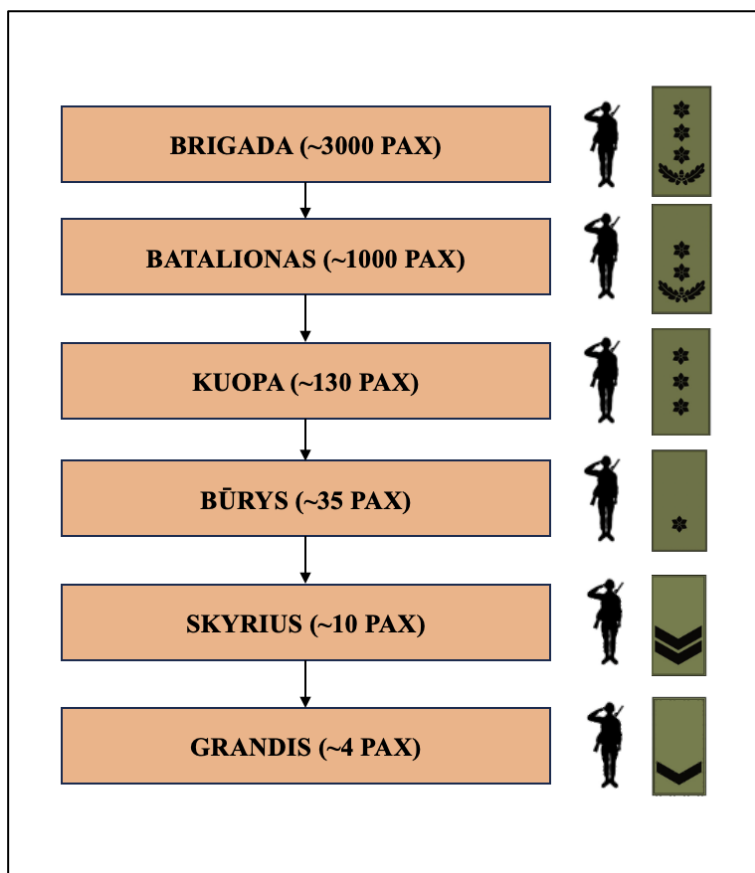 BRIGADA (~3000 PAX)
BATALIONAS (~1000 PAX)
KUOPA (~130 PAX)
BŪRYS (~35 PAX)
SKYRIUS (~10 PAX)
GRANDIS (~4 PAX)